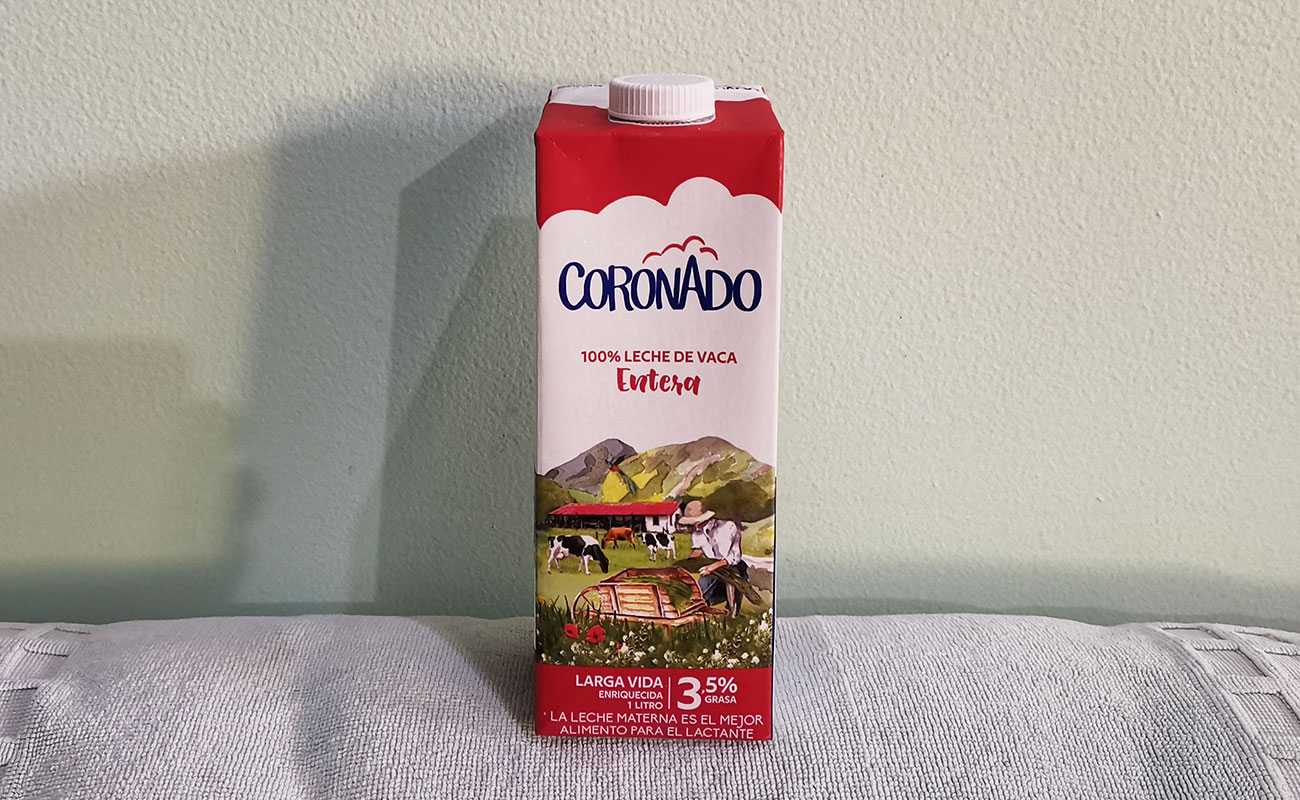 CORONADO
100% LECHE DE VACA
Entera
LARGA VIDA
ENRIQUECIDA
1 LITRO
3,5%
GRASA
LA LECHE MATERNA ES EL MEJOR
ALIMENTO PARA EL LACTANTE